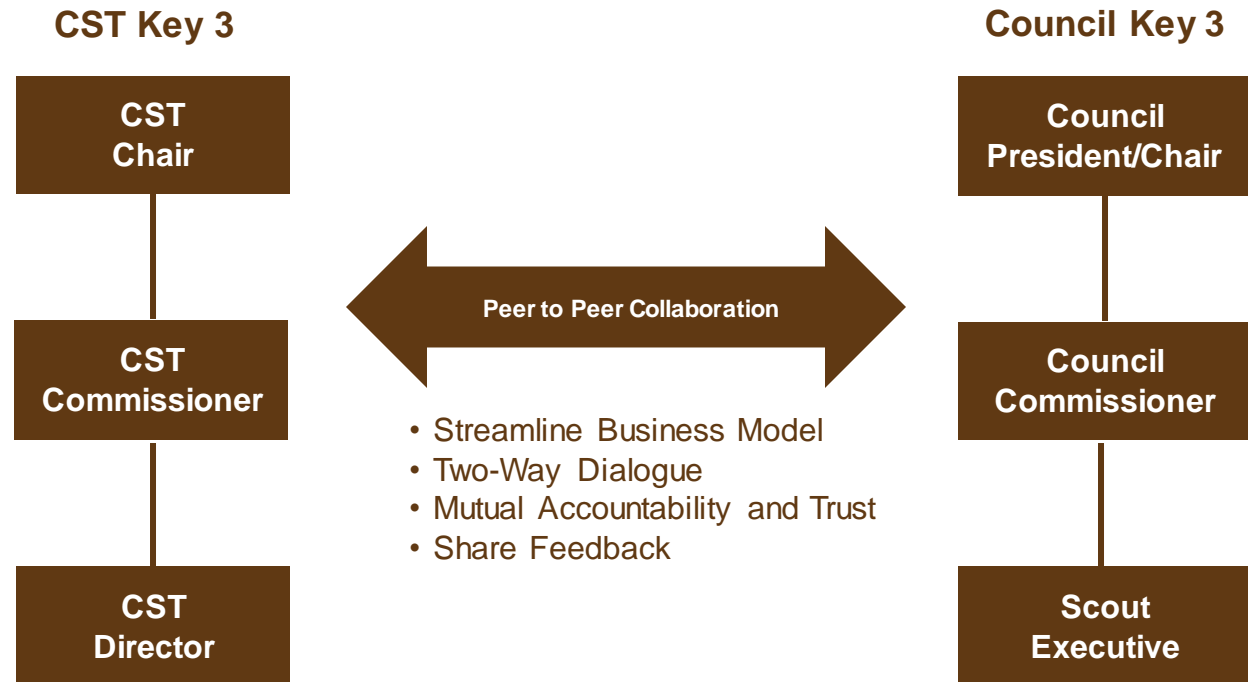 CST Key 3
Council Key 3
CST
Chair
Council
President/Chair
Peer to Peer Collaboration
CST
Commissioner
Council
Commissioner
• Streamline Business Model
• Two-Way Dialogue
• Mutual Accountability and Trust
• Share Feedback
CST
Director
Scout
Executive